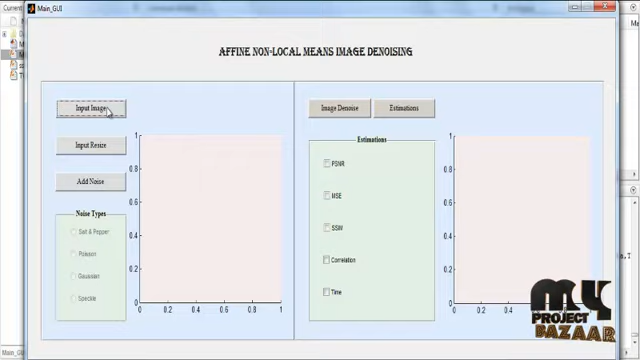 Main_GUI
AFFINE NON-LOCAL MEANS IMAGE DENOISING
Input Image
Input Resize
Add Noise
Noise Types
Salt & Pepper
Poission
Gaussian
Speckle
1
0.8
0.6
0.4
0.2
0
0 0.2 0.4 0.6 0.8 1
Image Denoise Estimations
Estimations
PSNR
MSE
SSIM
Correlation
Time
1
0.8
0.6
0.4
0.2
0
0 0.2 0.4
MY
PROJECT
BAZAAR